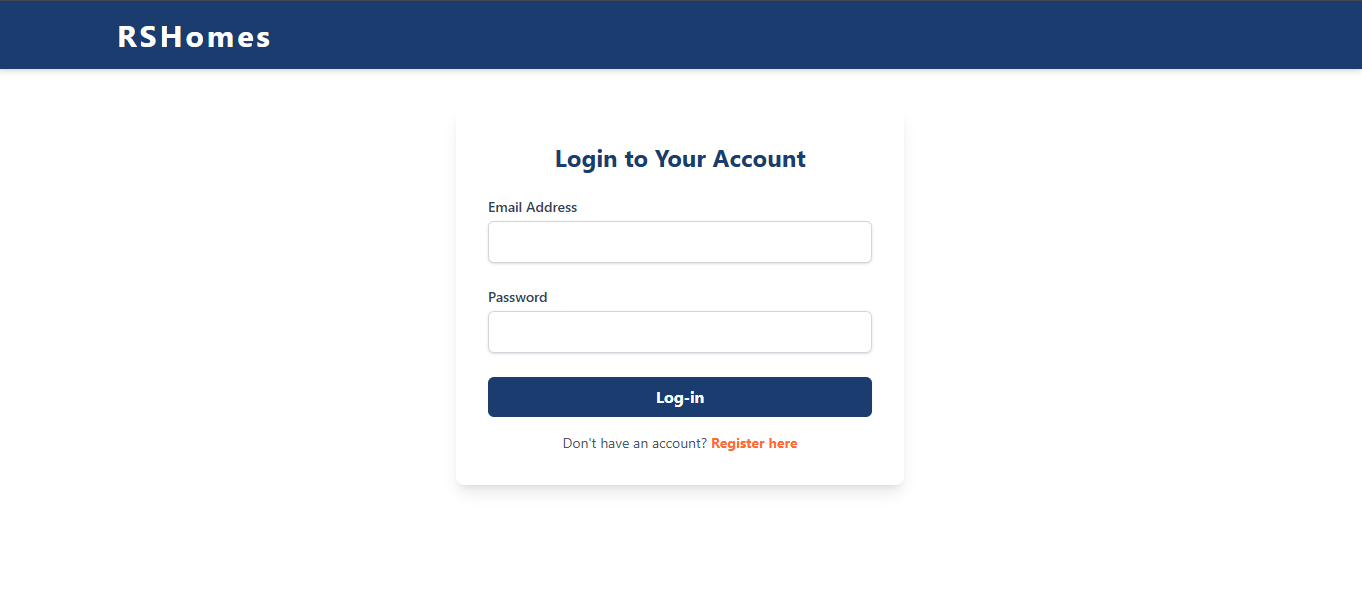 RSHomes
Login to Your Account
Email Address
Password
Log-in
Don't have an account? Register here